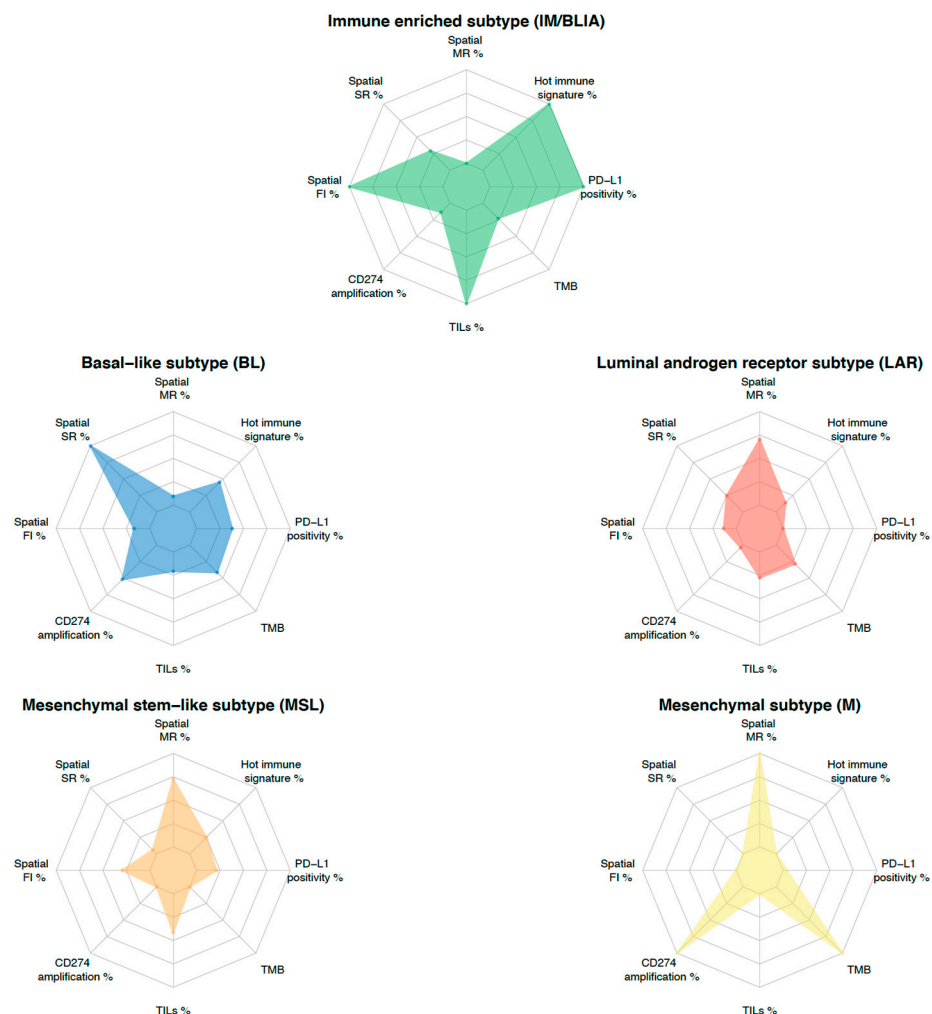 Immune enriched subtype (IM/BLIA)
Spatial
MR %
Hot immune
signature %
Spatial
SR %
PD−L1
positivity %
Spatial
FI %
CD274
amplification %
TMB
TILs %
Basal−like subtype (BL)
Spatial
MR %
Hot immune
signature %
Spatial
SR %
PD−L1
positivity %
Spatial
FI %
CD274
amplification %
TMB
TILs %
Luminal androgen receptor subtype (LAR)
Spatial
MR %
Hot immune
signature %
Spatial
SR %
PD−L1
positivity %
Spatial
FI %
CD274
amplification %
TMB
TILs %
Mesenchymal stem−like subtype (MSL)
Spatial
MR %
Hot immune
signature %
Spatial
SR %
PD−L1
positivity %
Spatial
FI %
CD274
amplification %
TMB
TILs %
Mesenchymal subtype (M)
Spatial
MR %
Hot immune
signature %
Spatial
SR %
PD−L1
positivity %
Spatial
FI %
CD274
amplification %
TMB
TILs %